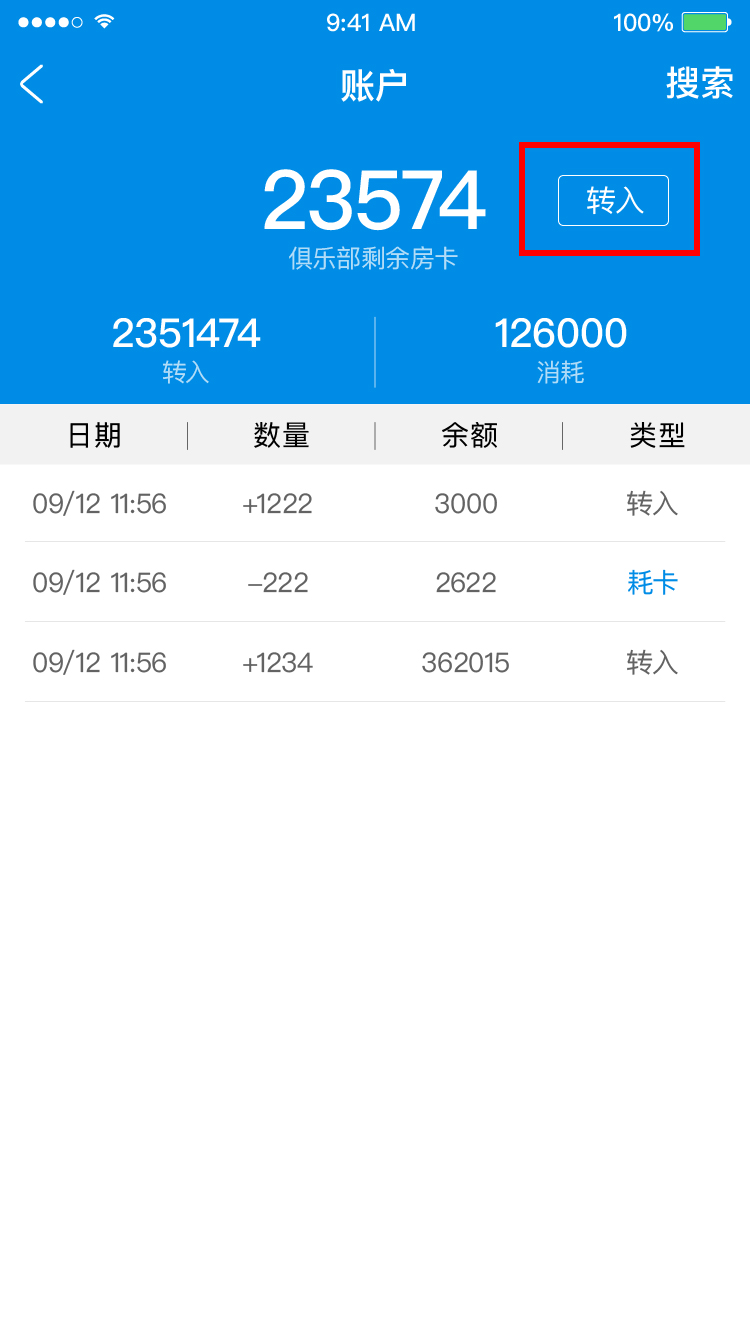 9:41 AM 100%
账户 搜索
23574 转入
俱乐部剩余房卡
2351474 126000
转入 消耗
日期 数量 余额 类型
09/12 11:56 +1222 3000 转入
09/12 11:56 –222 2622 耗卡
09/12 11:56 +1234 362015 转入